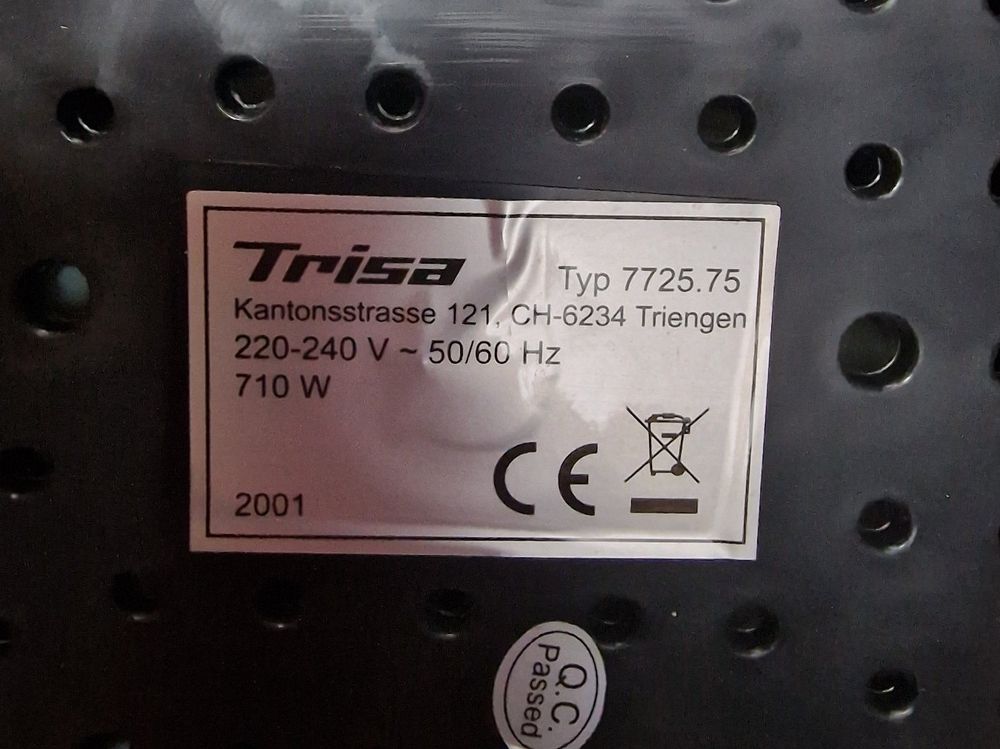 Trisa
Typ 7725.75
Kantonsstrasse 121, CH-6234 Triengen
220-240 V ~ 50/60 Hz
710 W
CE
2001
Q.C.
Passed